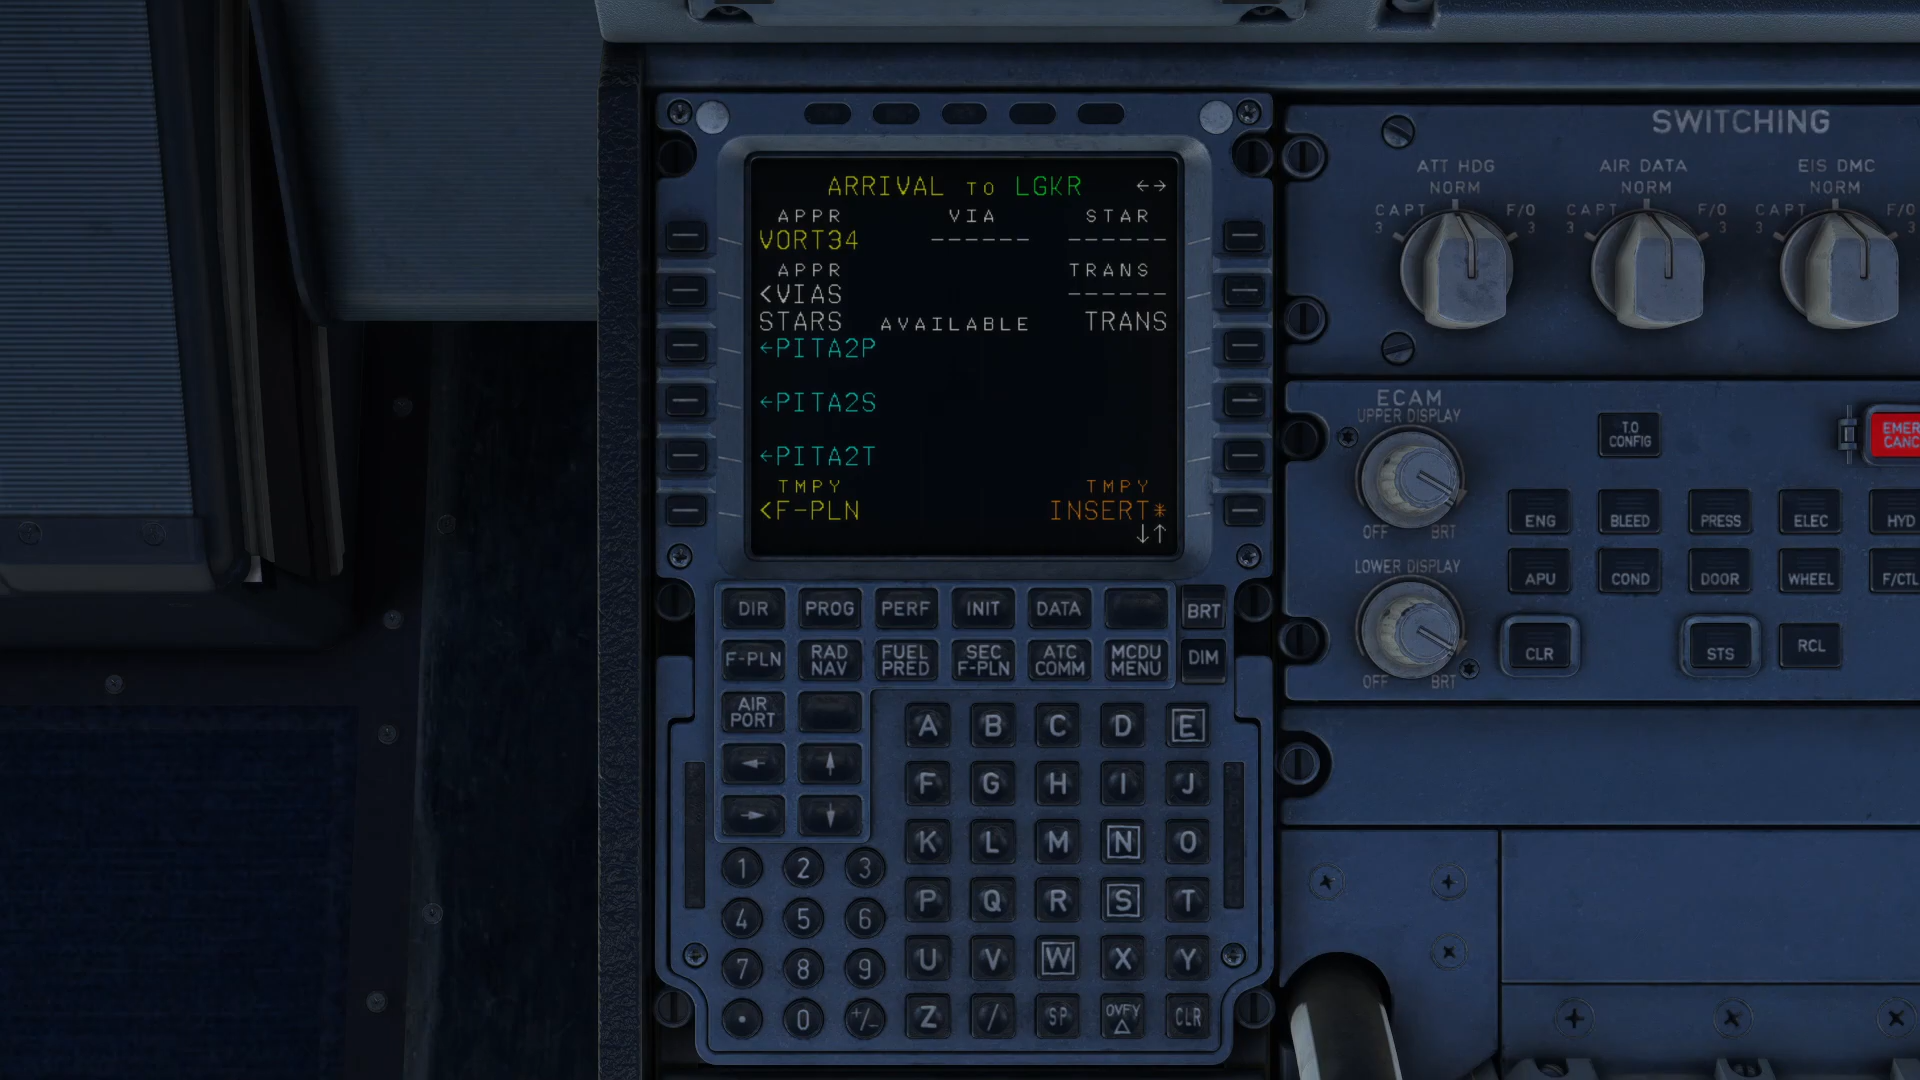 ARRIVAL TO LGKR ←→
APPR VIA STAR
VORT34 ------ ------
APPR TRANS
<VIAS ------
STARS AVAILABLE TRANS
←PITA2P
←PITA2S
←PITA2T
TMPY TMPY
<F-PLN INSERT*
↓↑
DIR PROG PERF INIT DATA BRT
F-PLN RAD NAV FUEL PRED SEC F-PLN ATC COMM MCDU MENU DIM
AIR PORT
← ↑
→ ↓
A B C D E
F G H I J
K L M N O
P Q R S T
U V W X Y
Z / SP OVFY Δ CLR
1 2 3
4 5 6
7 8 9
. 0 +/-
SWITCHING
ATT HDG AIR DATA EIS DMC
NORM NORM NORM
CAPT F/O CAPT F/O CAPT F/O
3 3 3 3 3 3
ECAM
UPPER DISPLAY
OFF BRT
LOWER DISPLAY
OFF BRT
T.O CONFIG
EMER CANC
ENG BLEED PRESS ELEC HYD
APU COND DOOR WHEEL F/CTL
CLR STS RCL